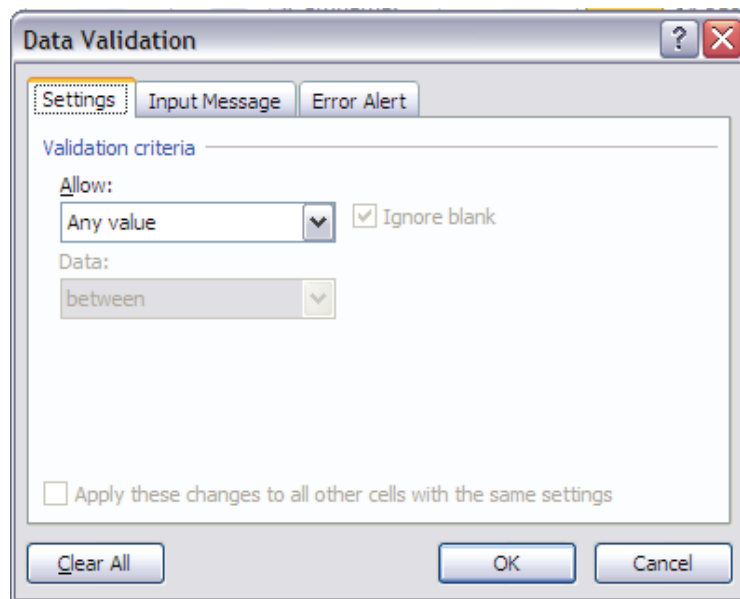 Data Validation
Settings Input Message Error Alert
Validation criteria
Allow:
Any value Ignore blank
Data:
between
Apply these changes to all other cells with the same settings
Clear All OK Cancel